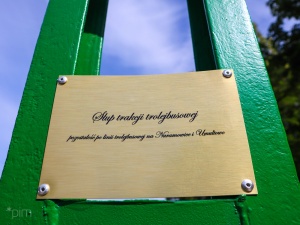 Słup trakcji trolejbusowej
pozostałość po linii trolejbusowej na Naramowice i Umultowo
pim